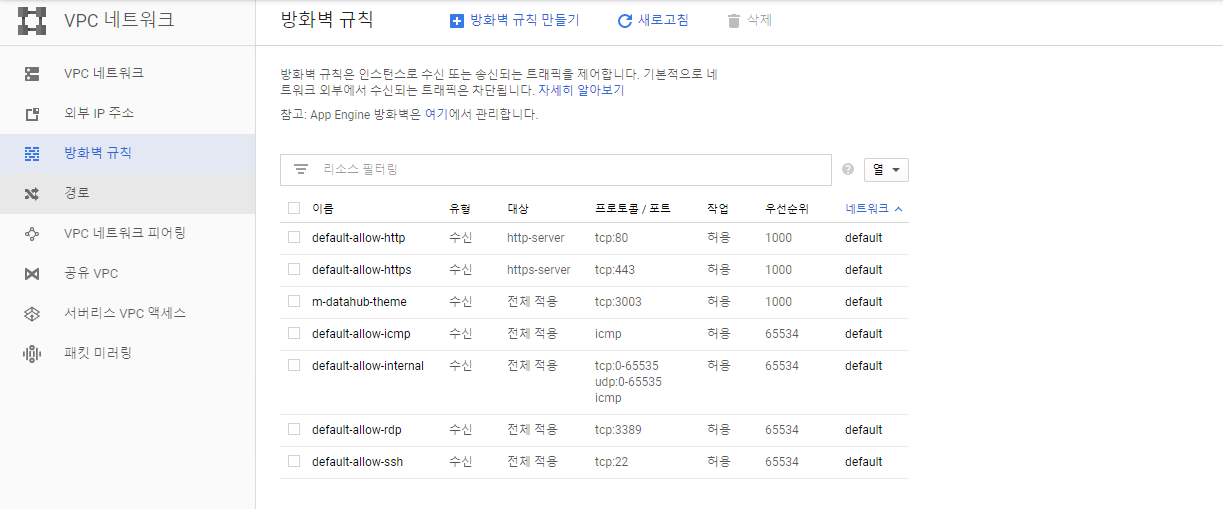 VPC 네트워크
방화벽 규칙
방화벽 규칙 만들기
새로고침
삭제
VPC 네트워크
외부 IP 주소
방화벽 규칙
경로
VPC 네트워크 피어링
공유 VPC
서버리스 VPC 액세스
패킷 미러링
방화벽 규칙은 인스턴스로 수신 또는 송신되는 트래픽을 제어합니다. 기본적으로 네
트워크 외부에서 수신되는 트래픽은 차단됩니다. 자세히 알아보기
참고: App Engine 방화벽은 여기에서 관리합니다.
리소스 필터링 ? 열
이름 유형 대상 프로토콜 / 포트 작업 우선순위 네트워크
default-allow-http 수신 http-server tcp:80 허용 1000 default
default-allow-https 수신 https-server tcp:443 허용 1000 default
m-datahub-theme 수신 전체 적용 tcp:3003 허용 1000 default
default-allow-icmp 수신 전체 적용 icmp 허용 65534 default
default-allow-internal 수신 전체 적용 tcp:0-65535 허용 65534 default
udp:0-65535
icmp
default-allow-rdp 수신 전체 적용 tcp:3389 허용 65534 default
default-allow-ssh 수신 전체 적용 tcp:22 허용 65534 default